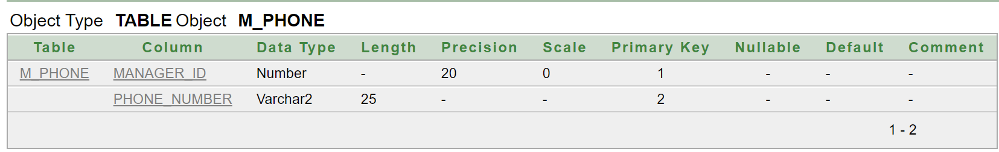 Object Type TABLE Object M_PHONE
Table Column Data Type Length Precision Scale Primary Key Nullable Default Comment
M_PHONE MANAGER_ID Number - 20 0 1 - - -
PHONE_NUMBER Varchar2 25 - - 2 - - -
1 - 2